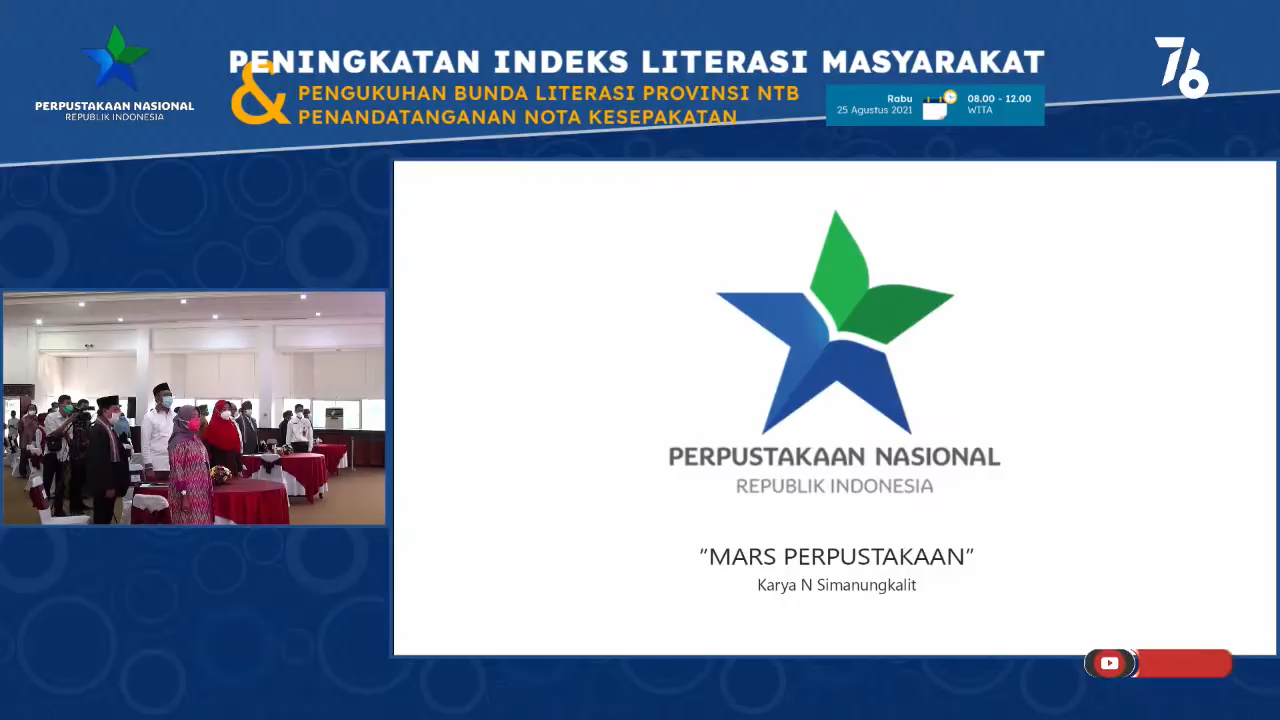 PERPUSTAKAAN NASIONAL
REPUBLIK INDONESIA
PENINGKATAN INDEKS LITERASI MASYARAKAT
& PENGUKUHAN BUNDA LITERASI PROVINSI NTB
PENANDATANGANAN NOTA KESEPAKATAN
Rabu
25 Agustus 2021
08.00 - 12.00
WITA
76
PERPUSTAKAAN NASIONAL
REPUBLIK INDONESIA
“MARS PERPUSTAKAAN”
Karya N Simanungkalit